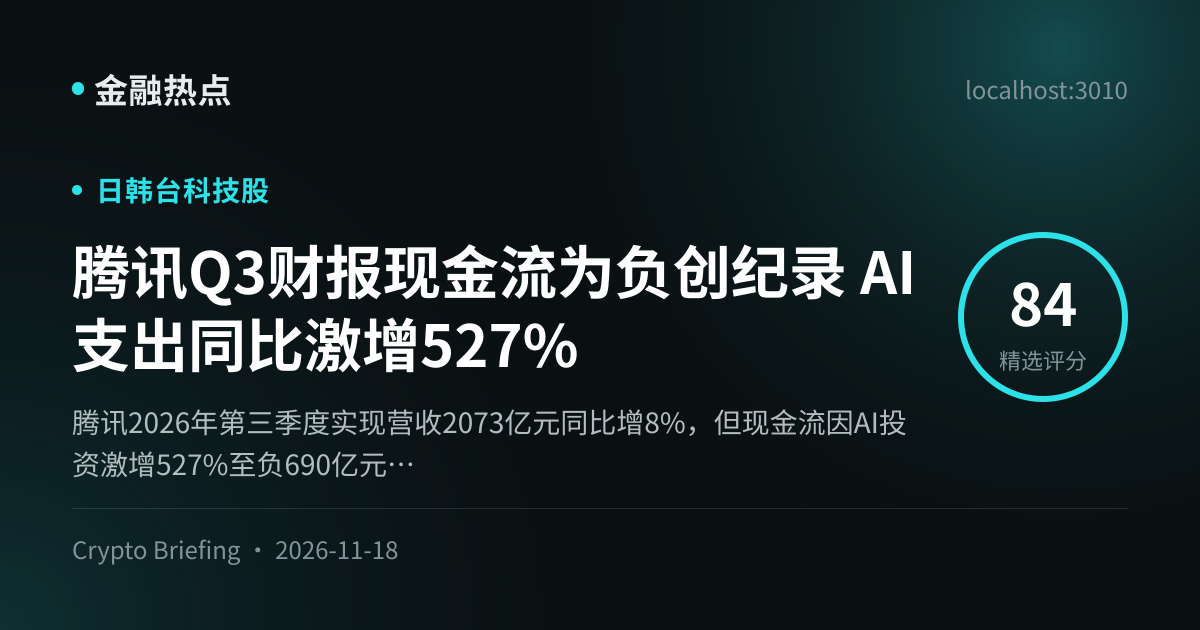 金融热点
localhost:3010
日韩台科技股
腾讯Q3财报现金流为负创纪录 AI
支出同比激增527%
84
精选评分
腾讯2026年第三季度实现营收2073亿元同比增8%，但现金流因AI投
资激增527%至负690亿元…
Crypto Briefing · 2026-11-18